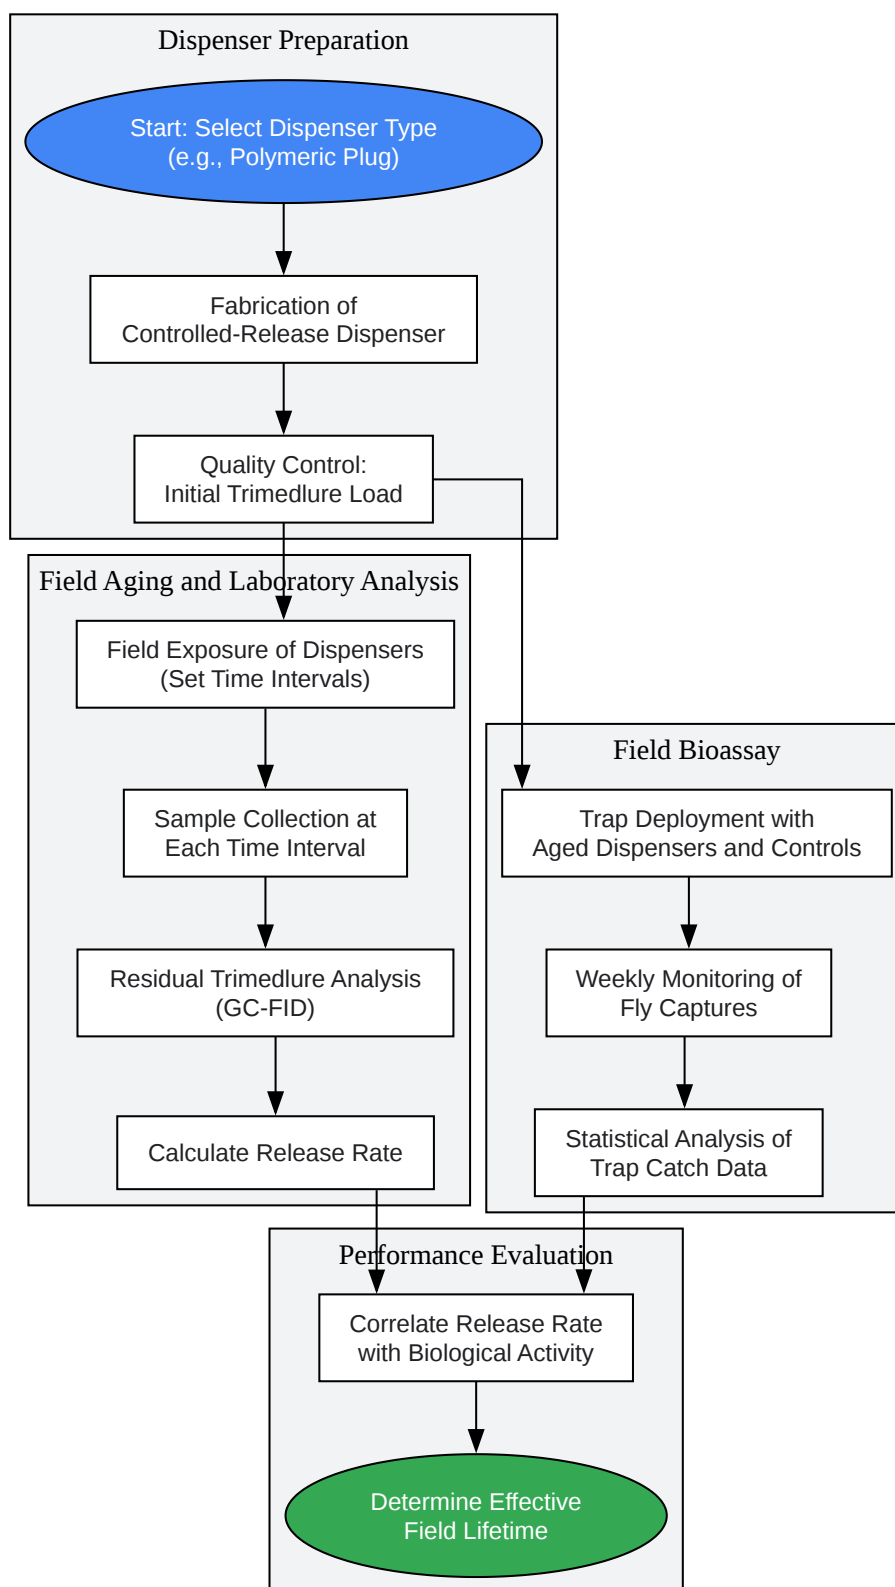 Dispenser Preparation
Start: Select Dispenser Type
(e.g., Polymeric Plug)
Fabrication of
Controlled-Release Dispenser
Quality Control:
Initial Trimedlure Load
Field Aging and Laboratory Analysis
Field Exposure of Dispensers
(Set Time Intervals)
Sample Collection at
Each Time Interval
Residual Trimedlure Analysis
(GC-FID)
Calculate Release Rate
Field Bioassay
Trap Deployment with
Aged Dispensers and Controls
Weekly Monitoring of
Fly Captures
Statistical Analysis of
Trap Catch Data
Performance Evaluation
Correlate Release Rate
with Biological Activity
Determine Effective
Field Lifetime